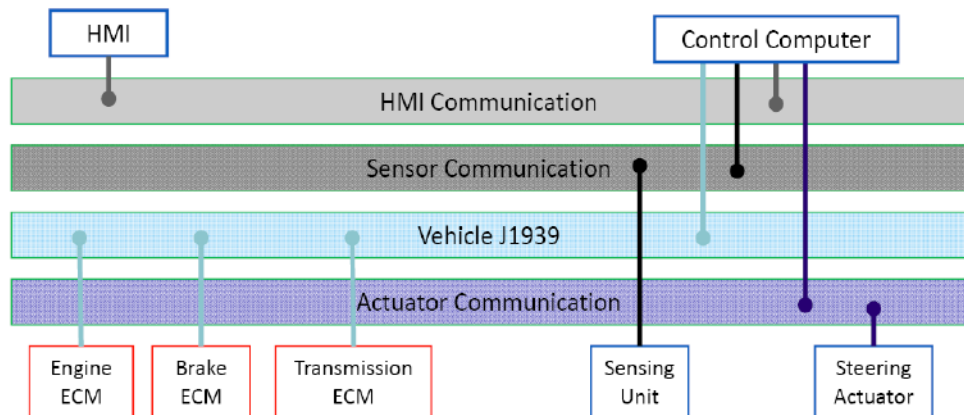 HMI
Control Computer
HMI Communication
Sensor Communication
Vehicle J1939
Actuator Communication
Engine
ECM
Brake
ECM
Transmission
ECM
Sensing
Unit
Steering
Actuator